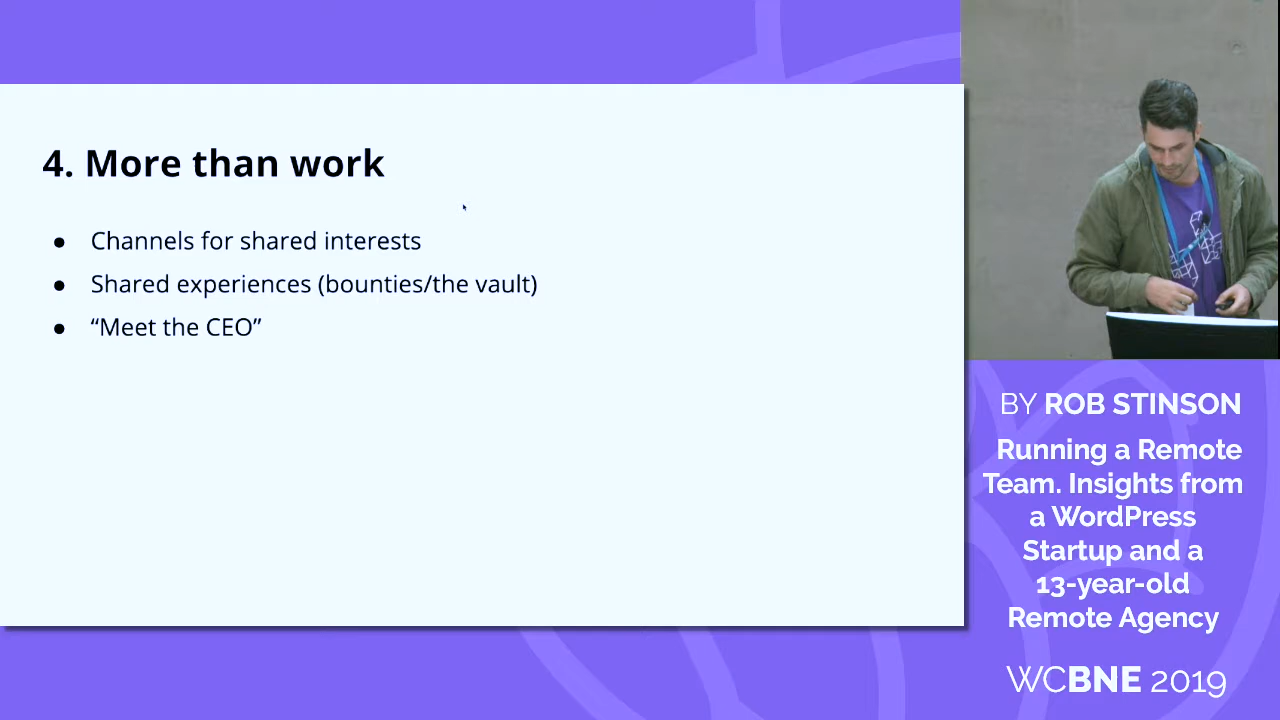 4. More than work
● Channels for shared interests
● Shared experiences (bounties/the vault)
● “Meet the CEO”
BY ROB STINSON
Running a Remote
Team. Insights from
a WordPress
Startup and a
13-year-old
Remote Agency
WCBNE 2019